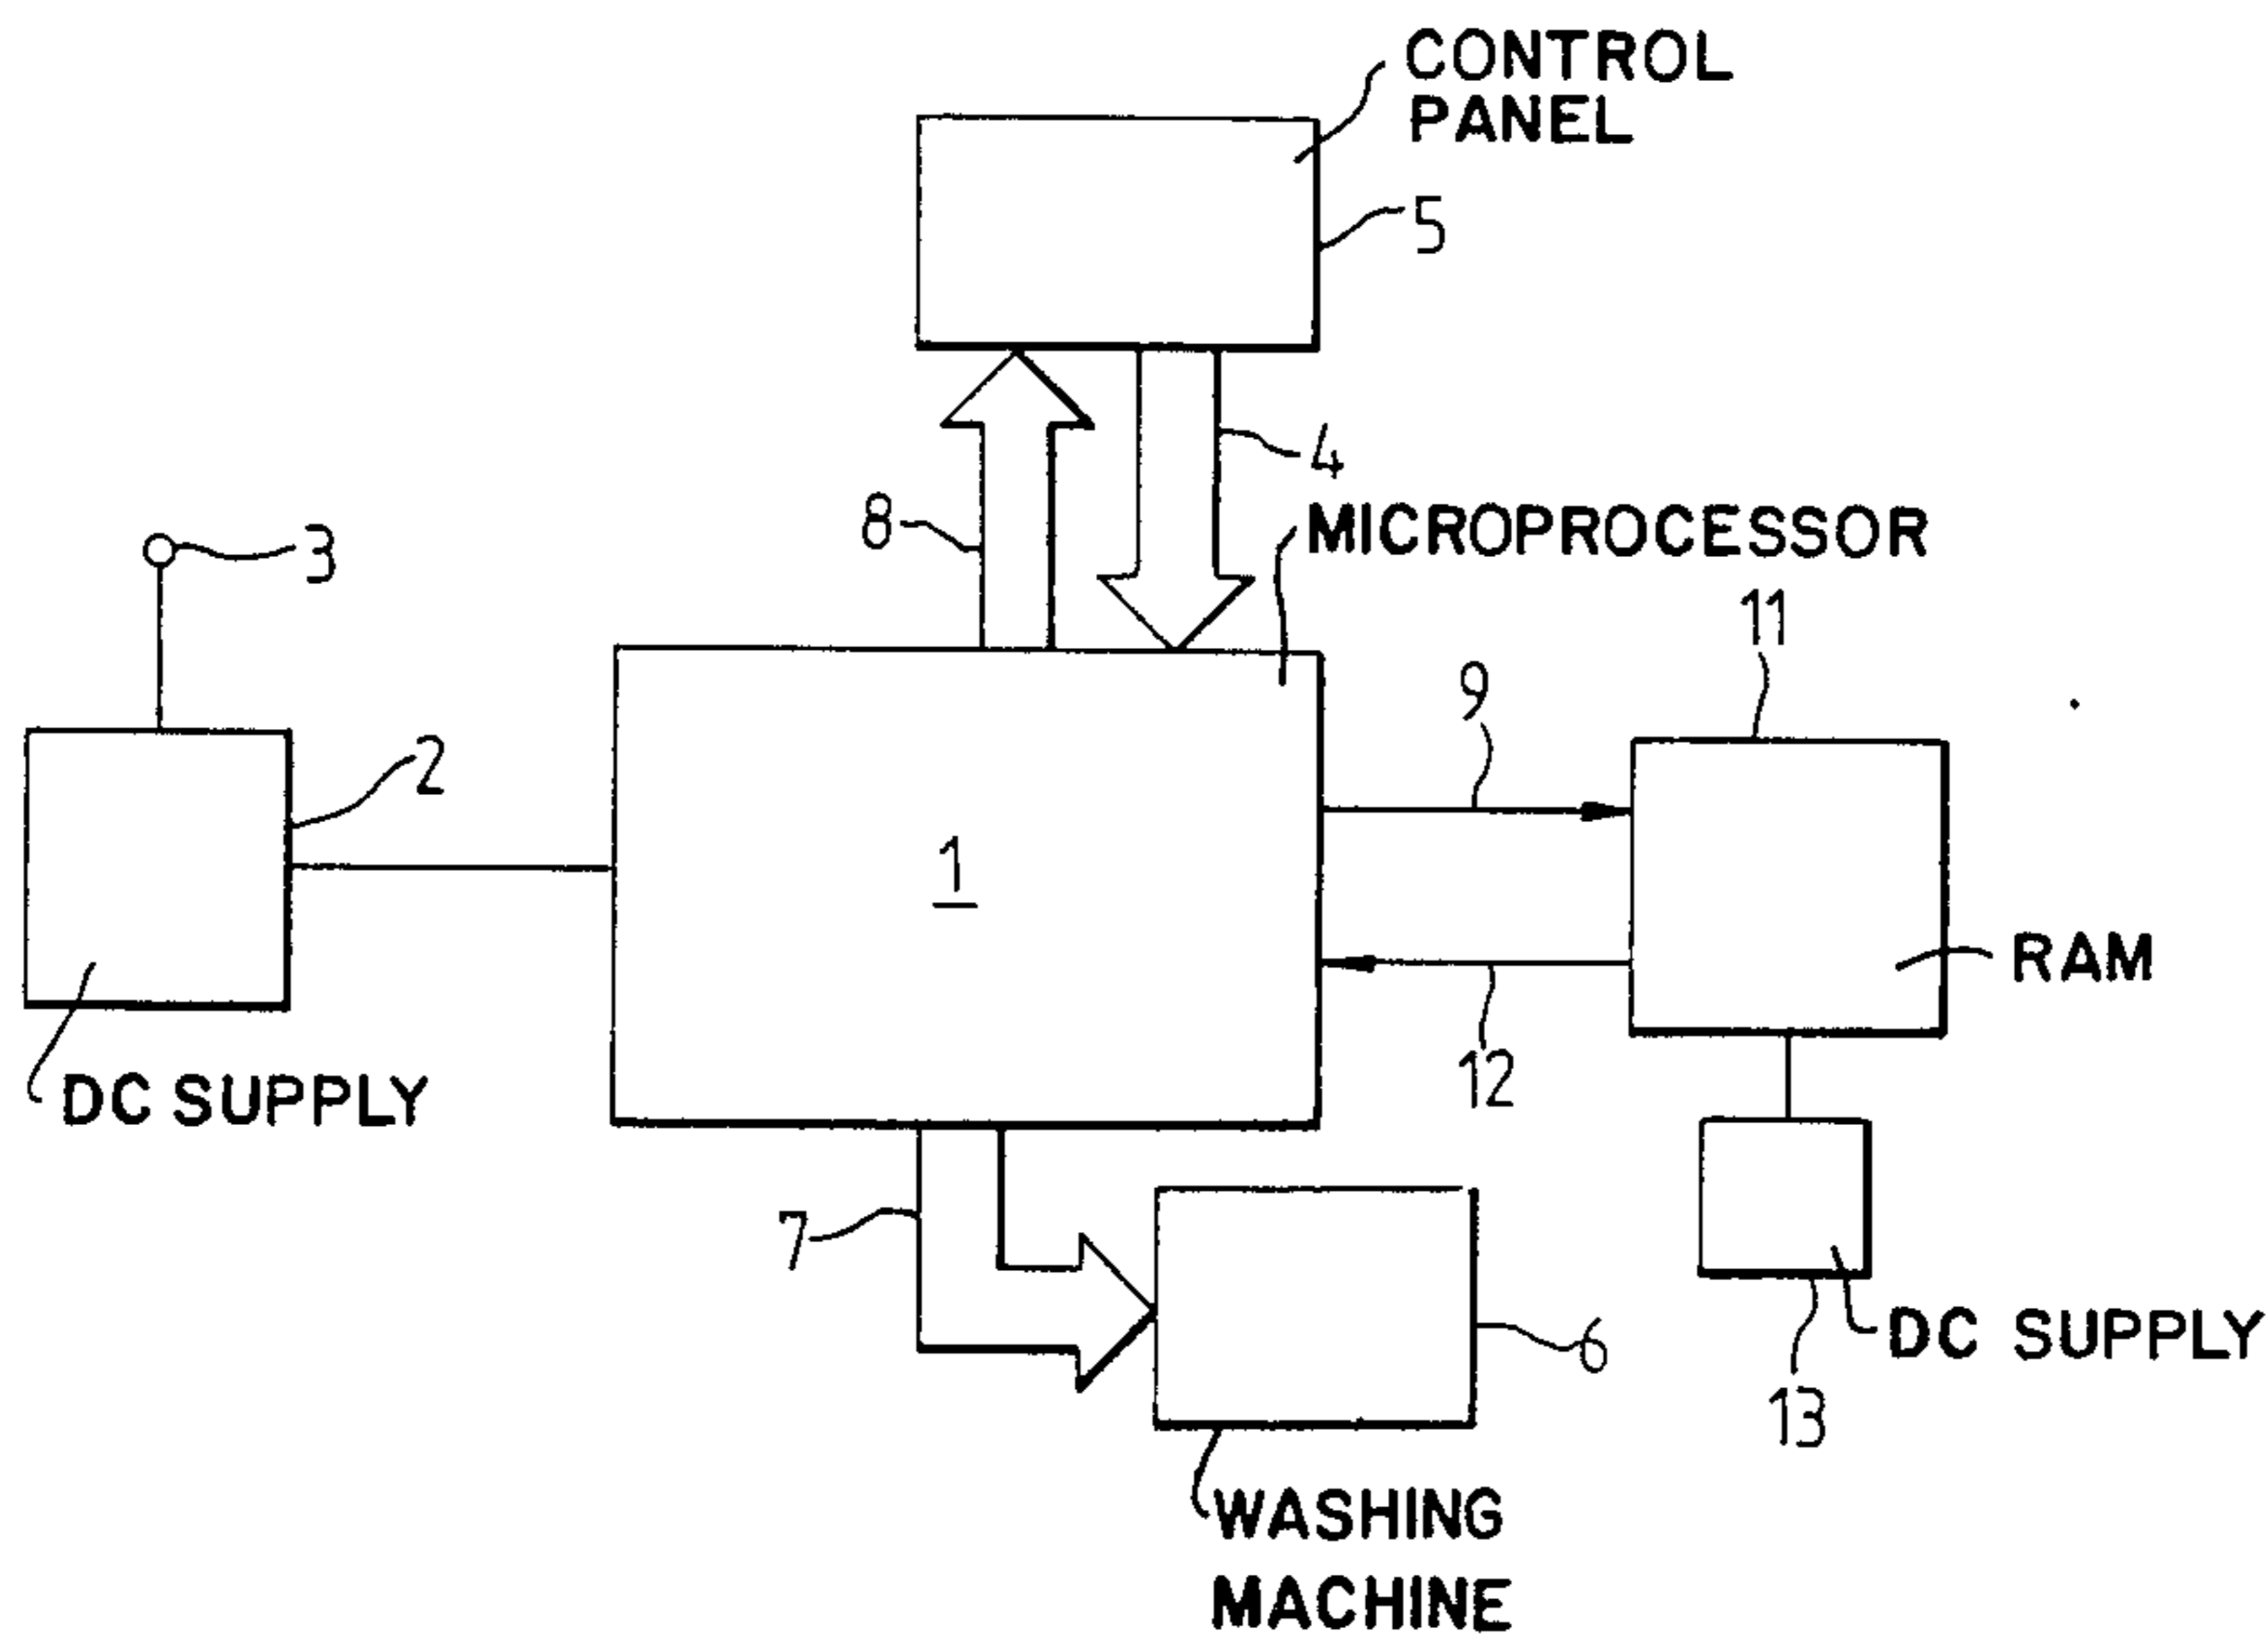 CONTROL
PANEL
5
4
8
MICROPROCESSOR
3
11
9
2
1
RAM
12
DC SUPPLY
7
6
DC SUPPLY
13
WASHING
MACHINE